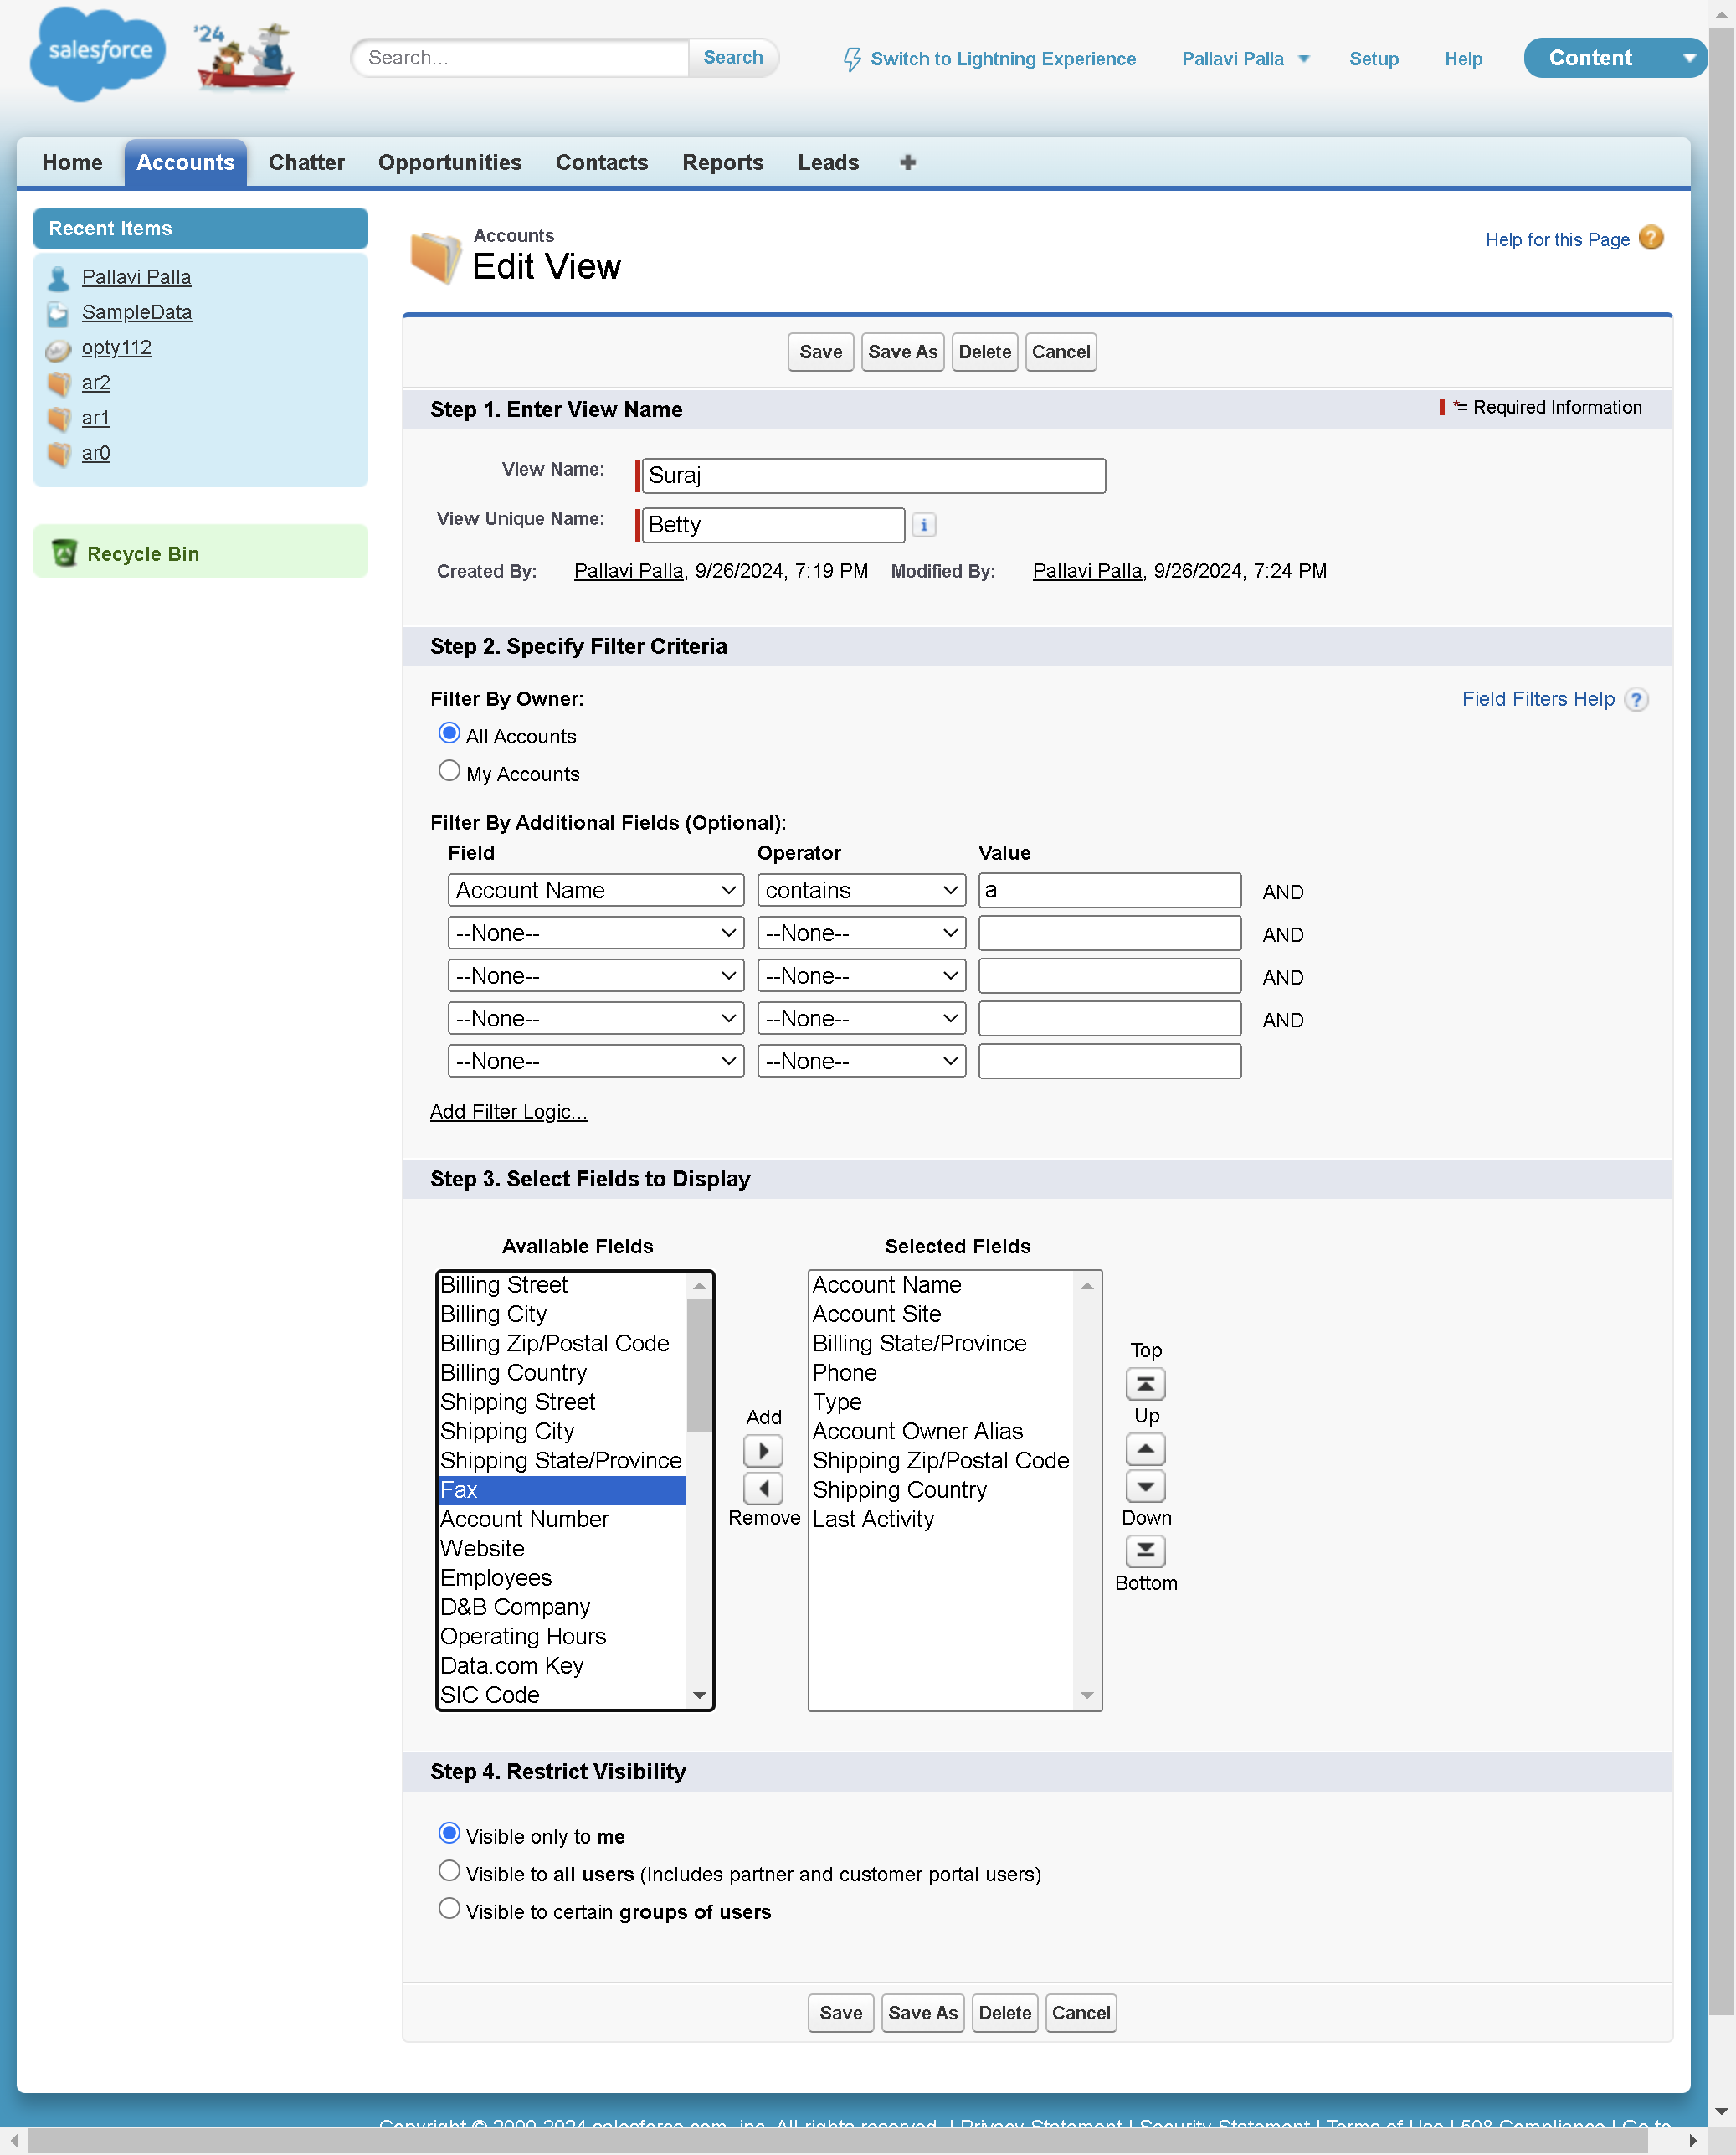 salesforce
'24
Search...
Search
Switch to Lightning Experience
Pallavi Palla
Setup
Help
Content
Home
Accounts
Chatter
Opportunities
Contacts
Reports
Leads
Recent Items
Pallavi Palla
SampleData
opty112
ar2
ar1
ar0
Recycle Bin
Accounts
Edit View
Help for this Page
Save
Save As
Delete
Cancel
Step 1. Enter View Name
*= Required Information
View Name:
Suraj
View Unique Name:
Betty
Created By: Pallavi Palla, 9/26/2024, 7:19 PM Modified By: Pallavi Palla, 9/26/2024, 7:24 PM
Step 2. Specify Filter Criteria
Filter By Owner:
Field Filters Help
All Accounts
My Accounts
Filter By Additional Fields (Optional):
Field Operator Value
Account Name contains a AND
--None-- --None-- AND
--None-- --None-- AND
--None-- --None-- AND
--None-- --None--
Add Filter Logic...
Step 3. Select Fields to Display
Available Fields
Billing Street
Billing City
Billing Zip/Postal Code
Billing Country
Shipping Street
Shipping City
Shipping State/Province
Fax
Account Number
Website
Employees
D&B Company
Operating Hours
Data.com Key
SIC Code
Add
Remove
Selected Fields
Account Name
Account Site
Billing State/Province
Phone
Type
Account Owner Alias
Shipping Zip/Postal Code
Shipping Country
Last Activity
Top
Up
Down
Bottom
Step 4. Restrict Visibility
Visible only to me
Visible to all users (Includes partner and customer portal users)
Visible to certain groups of users
Save
Save As
Delete
Cancel
Copyright © 2000-2024 salesforce.com, inc. All rights reserved. | Privacy Statement | Security Statement | Terms of Use | 508 Compliance | Go to